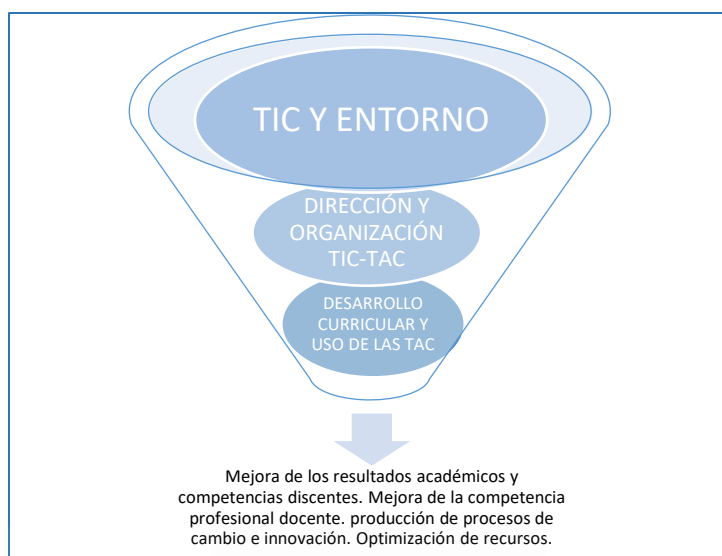 TIC Y ENTORNO
DIRECCIÓN Y
ORGANIZACIÓN
TIC-TAC
DESARROLLO
CURRICULAR Y
USO DE LAS TAC
Mejora de los resultados académicos y
competencias discentes. Mejora de la competencia
profesional docente. producción de procesos de
cambio e innovación. Optimización de recursos.